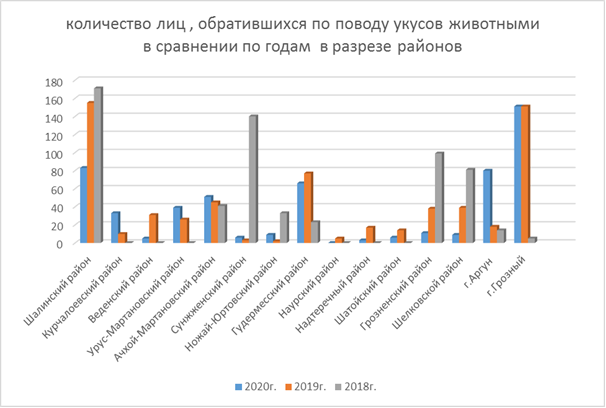 количество лиц , обратившихся по поводу укусов животными
в сравнении по годам в разрезе районов
180
160
140
120
100
80
60
40
20
0
Шалинский район
Курчалоевский район
Веденский район
Урус-Мартановский район
Ачхой-Мартановский район
Сунженский район
Ножай-Юртовский район
Гудермесский район
Наурский район
Надтеречный район
Шатойский район
Грозненский район
Шелковской район
г.Аргун
г.Грозный
2020г. 2019г. 2018г.